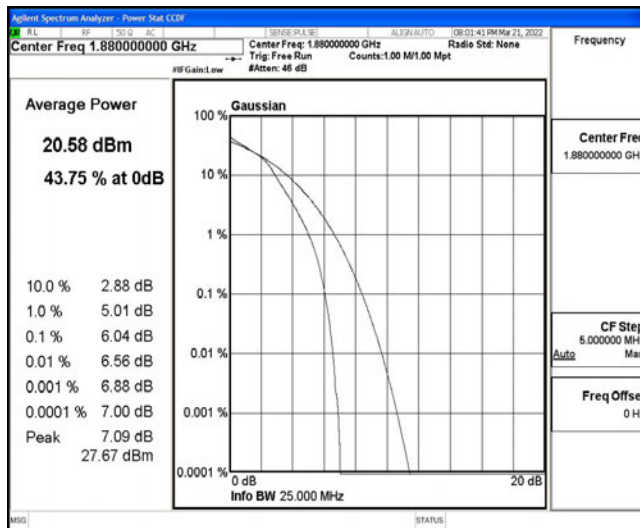 Agilent Spectrum Analyzer - Power Stat CCDF
RL RF 50 Ω AC SENSE:PULSE ALIGN AUTO 08:01:41 PM Mar 21, 2022
Center Freq 1.880000000 GHz
Center Freq: 1.880000000 GHz Radio Std: None
Trig: Free Run Counts:1.00 M/1.00 Mpt
#IFGain:Low #Atten: 46 dB
Frequency
Average Power
20.58 dBm
43.75 % at 0dB
10.0 % 2.88 dB
1.0 % 5.01 dB
0.1 % 6.04 dB
0.01 % 6.56 dB
0.001 % 6.88 dB
0.0001 % 7.00 dB
Peak 7.09 dB
27.67 dBm
Gaussian
100 %
10 %
1 %
0.1 %
0.01 %
0.001 %
0.0001 %
0 dB 20 dB
Info BW 25.000 MHz
Center Freq
1.880000000 GH
CF Step
5.000000 MH
Auto Ma
Freq Offse
0 H
MSG STATUS